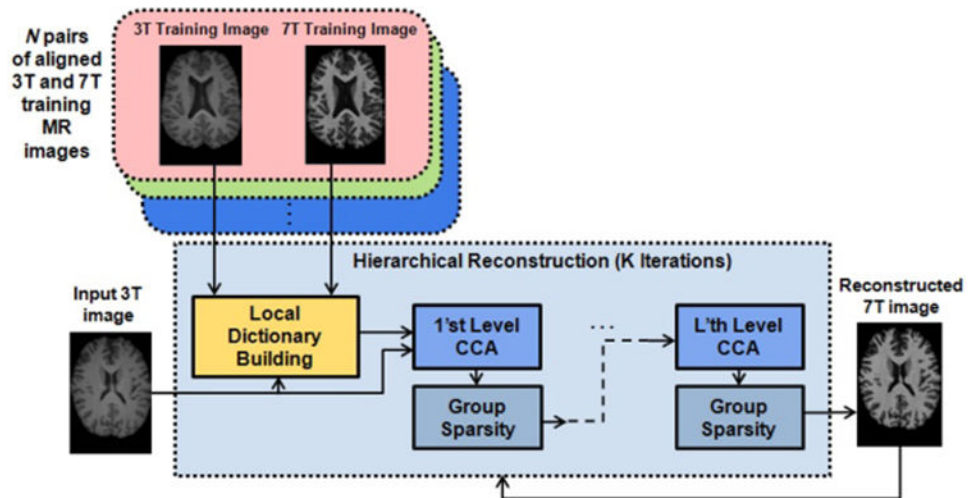 N pairs
of aligned
3T and 7T
training
MR
images
3T Training Image
7T Training Image
⋮
Hierarchical Reconstruction (K Iterations)
Input 3T
image
Local
Dictionary
Building
1'st Level
CCA
Group
Sparsity
...
L'th Level
CCA
Group
Sparsity
Reconstructed
7T image